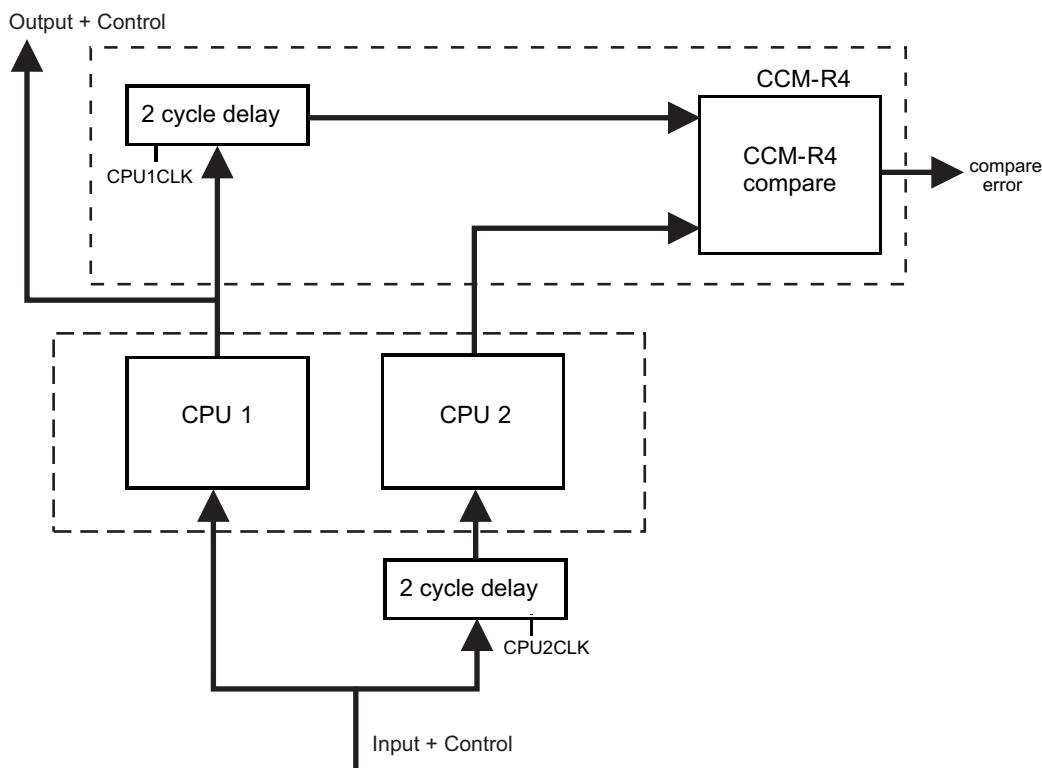 Output + Control
CCM-R4
2 cycle delay
CPU1CLK
CCM-R4
compare
compare
error
CPU 1
CPU 2
2 cycle delay
CPU2CLK
Input + Control